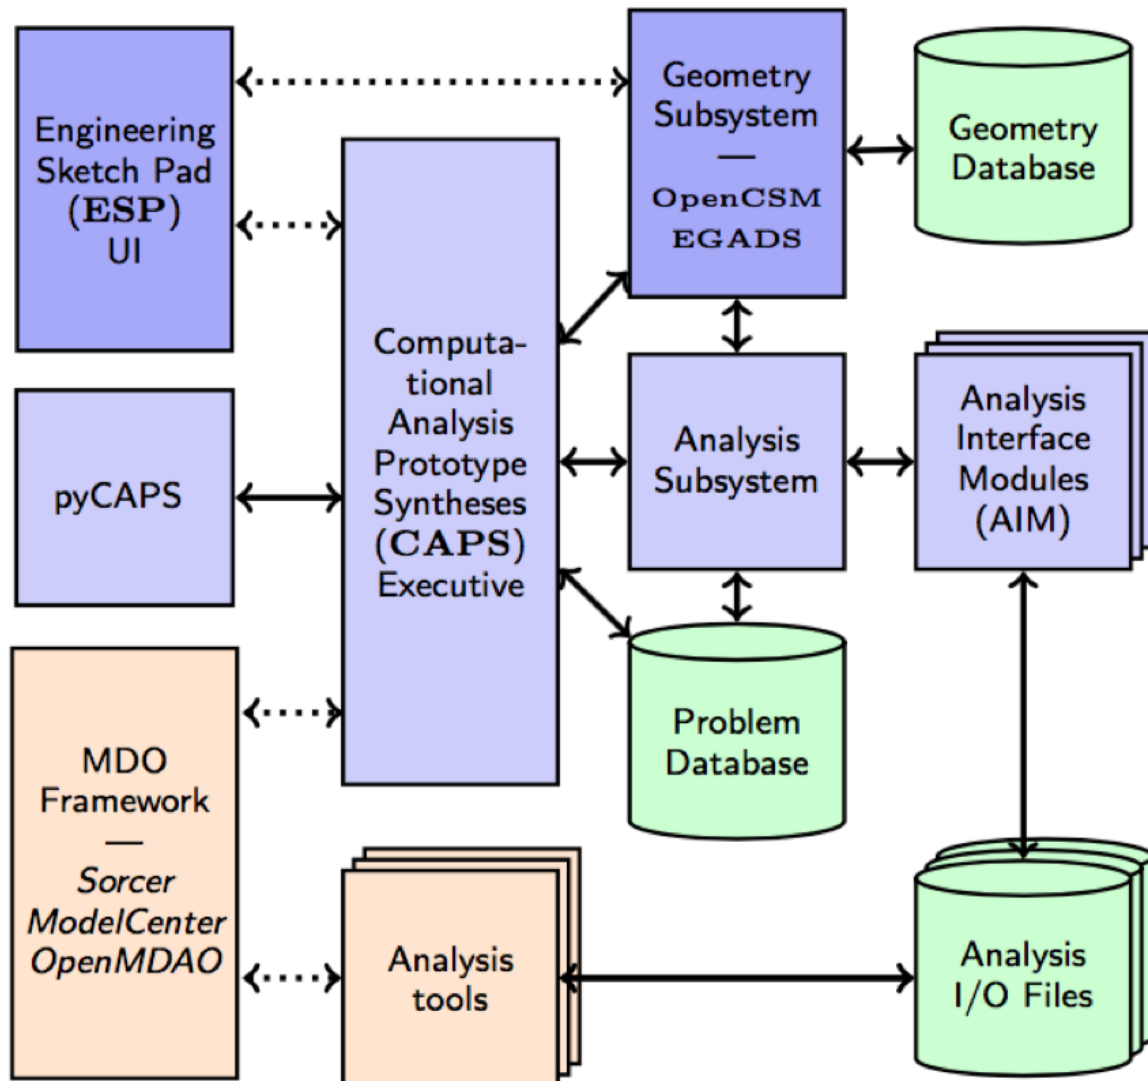 Engineering
Sketch Pad
(ESP)
UI
Geometry
Subsystem
—
OpenCSM
EGADS
Geometry
Database
Computa-
tional
Analysis
Prototype
Syntheses
(CAPS)
Executive
pyCAPS
Analysis
Subsystem
Analysis
Interface
Modules
(AIM)
Problem
Database
MDO
Framework
—
Sorcer
ModelCenter
OpenMDAO
Analysis
tools
Analysis
I/O Files